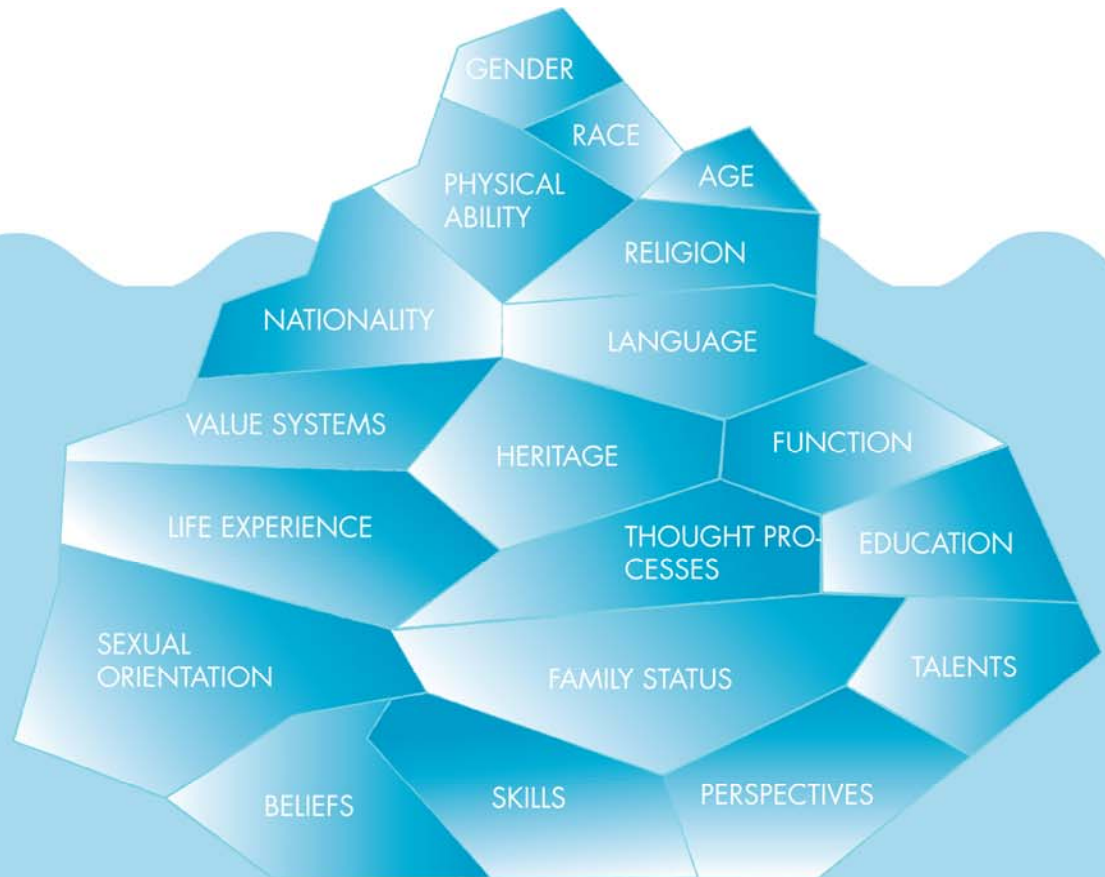 GENDER
RACE
AGE
PHYSICAL
ABILITY
RELIGION
NATIONALITY
LANGUAGE
VALUE SYSTEMS
HERITAGE
FUNCTION
LIFE EXPERIENCE
THOUGHT PRO-
CESSES
EDUCATION
SEXUAL
ORIENTATION
FAMILY STATUS
TALENTS
BELIEFS
SKILLS
PERSPECTIVES